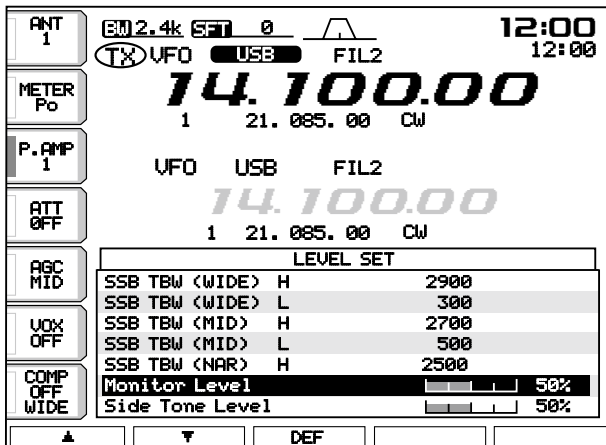 ANT
1
BW 2.4k SFT 0
12:00
TX VFO USB FIL2
12:00
METER
Po
14.100.00
1 21.085.00 CW
P.AMP
1
VFO USB FIL2
14.100.00
1 21.085.00 CW
ATT
OFF
LEVEL SET
AGC
MID
SSB TBW (WIDE) H 2900
SSB TBW (WIDE) L 300
VOX
OFF
SSB TBW (MID) H 2700
SSB TBW (MID) L 500
SSB TBW (NAR) H 2500
COMP
OFF
WIDE
Monitor Level 50%
Side Tone Level 50%
▲ ▼ DEF